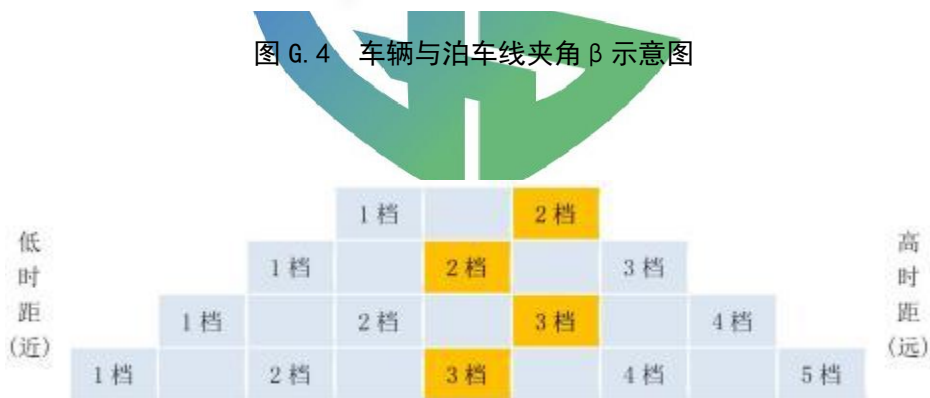 图 G.4 车辆与泊车线夹角β示意图
低时距(近)
1档 2档
1档 2档 3档
1档 2档 3档 4档
1档 2档 3档 4档 5档
高时距(远)